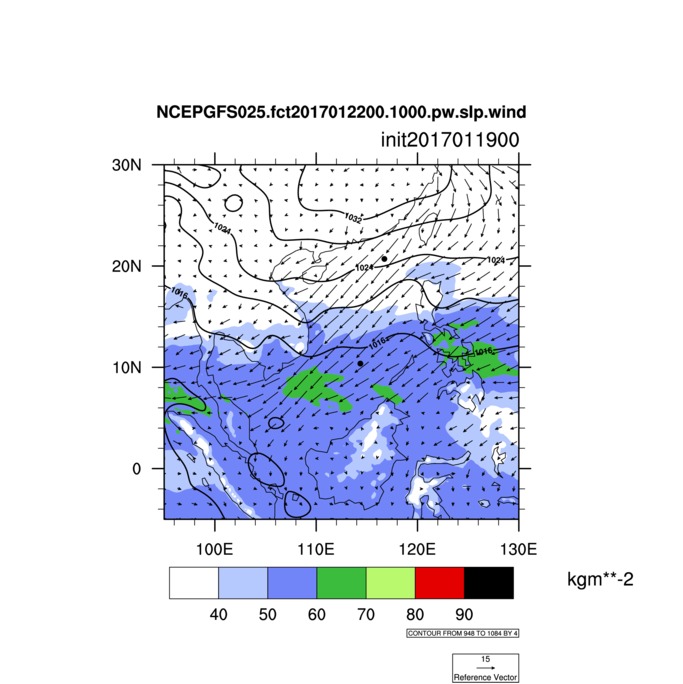 NCEPGFS025.fct2017012200.1000.pw.slp.wind
init2017011900
30N
20N
10N
0
1032
1024
1024
1024
1016
1016
1016
100E 110E 120E 130E
40 50 60 70 80 90
kgm**-2
CONTOUR FROM 948 TO 1084 BY 4
15
Reference Vector